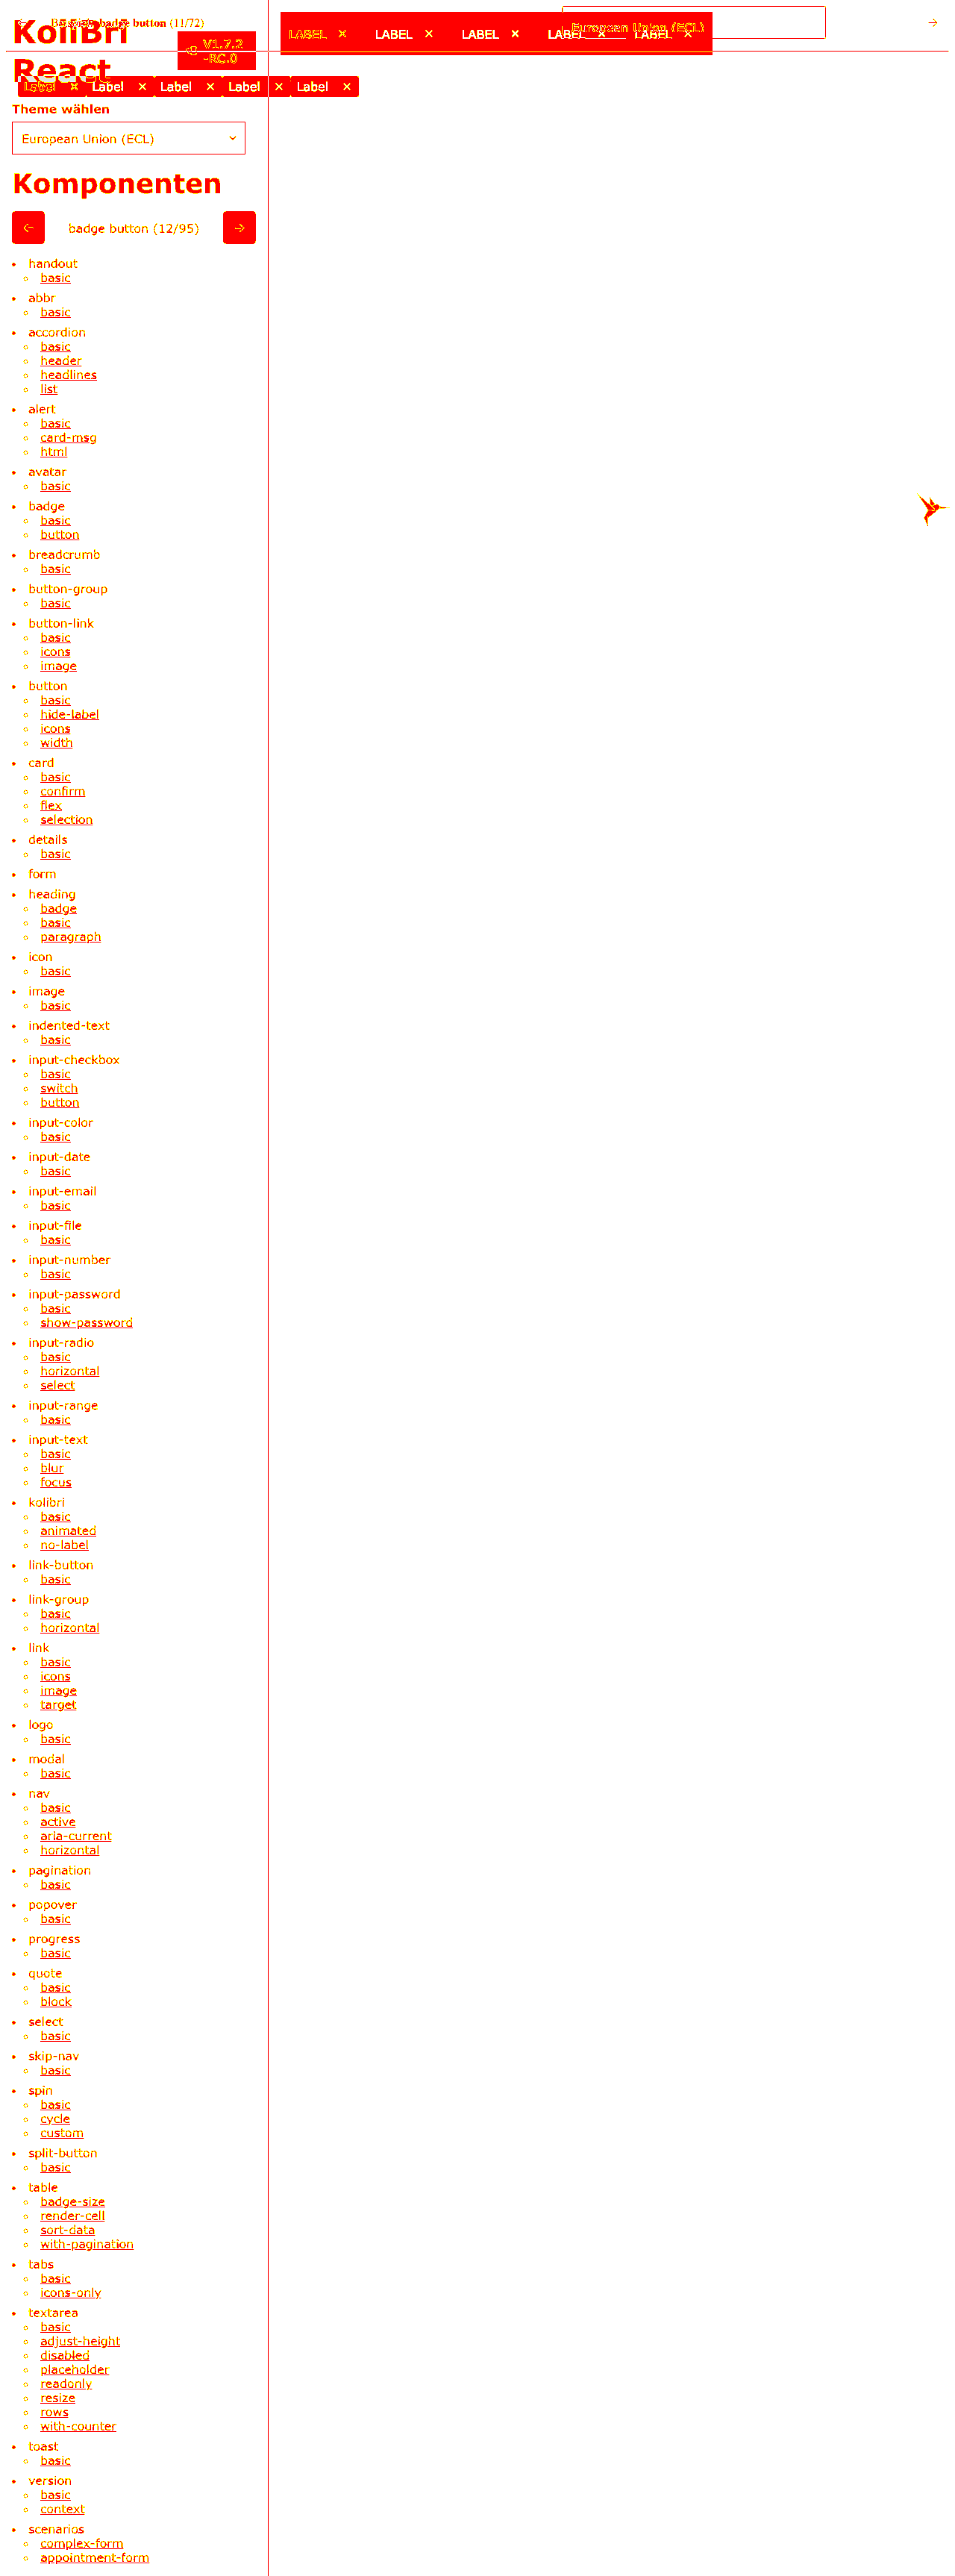 badge button (11/72)
European Union (ECL)
KoliBri
React
V1.7.2
-RC.0
LABEL LABEL LABEL LABEL LABEL
Label Label Label Label Label
Theme wählen
European Union (ECL)
Komponenten
badge button (12/95)
handout
basic
abbr
basic
accordion
basic
header
headlines
list
alert
basic
card-msg
html
avatar
basic
badge
basic
button
breadcrumb
basic
button-group
basic
button-link
basic
icons
image
button
basic
hide-label
icons
width
card
basic
confirm
flex
selection
details
basic
form
heading
badge
basic
paragraph
icon
basic
image
basic
indented-text
basic
input-checkbox
basic
switch
button
input-color
basic
input-date
basic
input-email
basic
input-file
basic
input-number
basic
input-password
basic
show-password
input-radio
basic
horizontal
select
input-range
basic
input-text
basic
blur
focus
kolibri
basic
animated
no-label
link-button
basic
link-group
basic
horizontal
link
basic
icons
image
target
logo
basic
modal
basic
nav
basic
active
aria-current
horizontal
pagination
basic
popover
basic
progress
basic
quote
basic
block
select
basic
skip-nav
basic
spin
basic
cycle
custom
split-button
basic
table
badge-size
render-cell
sort-data
with-pagination
tabs
basic
icons-only
textarea
basic
adjust-height
disabled
placeholder
readonly
resize
rows
with-counter
toast
basic
version
basic
context
scenarios
complex-form
appointment-form